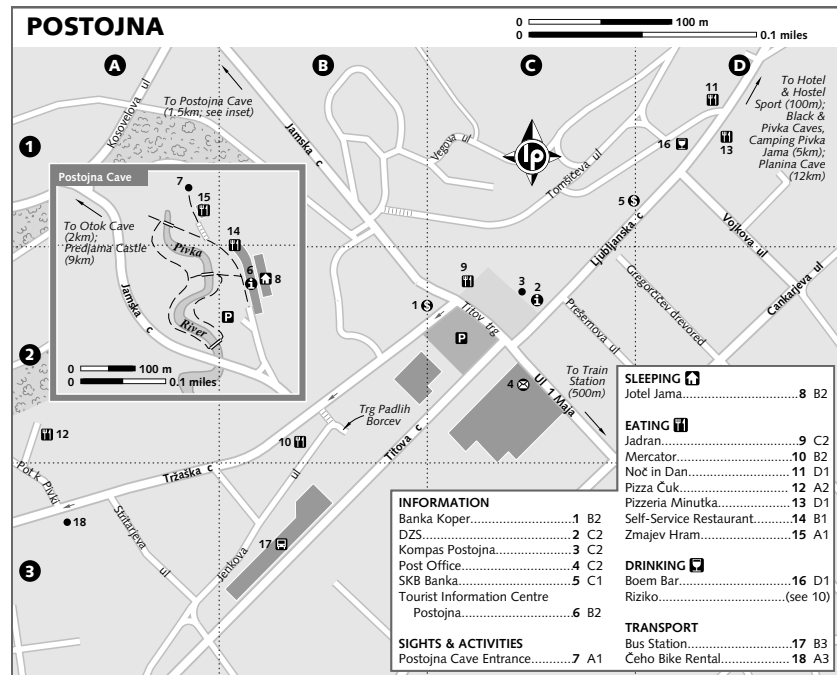 POSTOJNA
0 100 m
0 0.1 miles
A
B
C
D
1
2
3
Kosovelova ul
To Postojna Cave
(1.5km; see inset)
Jamska c
Vegova ul
lp
Tomšičeva ul
11
16
13
5
To Hotel
& Hostel
Sport (100m);
Black &
Pivka Caves,
Camping Pivka
Jama (5km);
Planina Cave
(12km)
Ljubljanska c
Vojkova ul
Cankarjeva ul
Gregorčičev drevored
Prešernova ul
Postojna Cave
7
15
14
6
8
To Otok Cave
(2km);
Predjama Castle
(9km)
Pivka
River
Jamska c
P
0 100 m
0 0.1 miles
9
3
2
1
Titov trg
P
4
Ul 1 Maja
To Train
Station
(500m)
Trg Padlih
Borcev
Titova c
10
12
Pot k Pivki
Tržaška c
18
Stritarjeva ul
Jenkova ul
17
INFORMATION
Banka Koper 1 B2
DZS 2 C2
Kompas Postojna 3 C2
Post Office 4 C2
SKB Banka 5 C1
Tourist Information Centre
Postojna 6 B2
SIGHTS & ACTIVITIES
Postojna Cave Entrance 7 A1
SLEEPING
Jotel Jama 8 B2
EATING
Jadran 9 C2
Mercator 10 B2
Noč in Dan 11 D1
Pizza Čuk 12 A2
Pizzeria Minutka 13 D1
Self-Service Restaurant 14 B1
Zmajev Hram 15 A1
DRINKING
Boem Bar 16 D1
Riziko (see 10)
TRANSPORT
Bus Station 17 B3
Čeho Bike Rental 18 A3